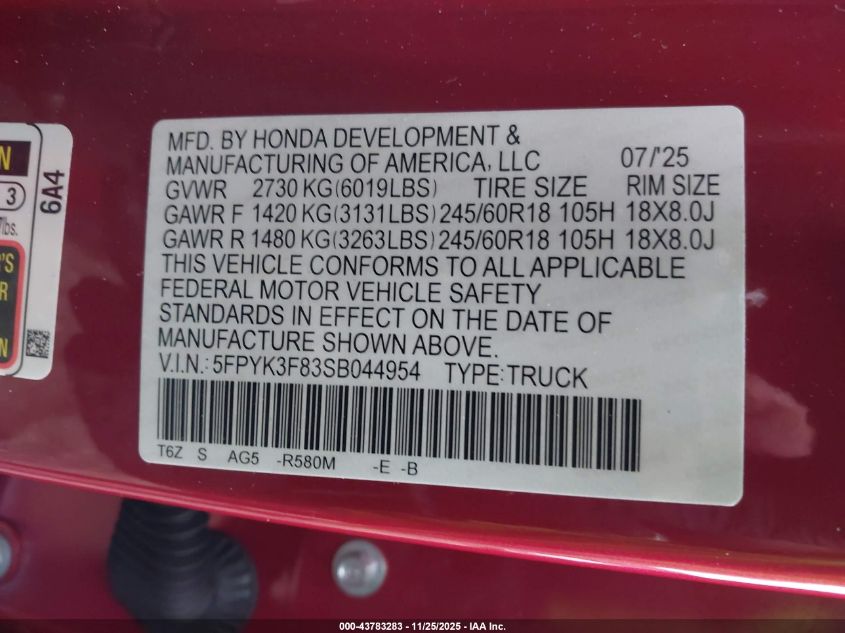 N
3
lbs.
R'S
R
N
6A4
MFD. BY HONDA DEVELOPMENT &
MANUFACTURING OF AMERICA, LLC 07/'25
GVWR 2730 KG(6019LBS) TIRE SIZE RIM SIZE
GAWR F 1420 KG(3131LBS) 245/60R18 105H 18X8.0J
GAWR R 1480 KG(3263LBS) 245/60R18 105H 18X8.0J
THIS VEHICLE CONFORMS TO ALL APPLICABLE
FEDERAL MOTOR VEHICLE SAFETY
STANDARDS IN EFFECT ON THE DATE OF
MANUFACTURE SHOWN ABOVE.
V.I.N.: 5FPYK3F83SB044954 TYPE:TRUCK
T6Z S AG5 -R580M -E -B
000-43783283 - 11/25/2025 - IAA Inc.